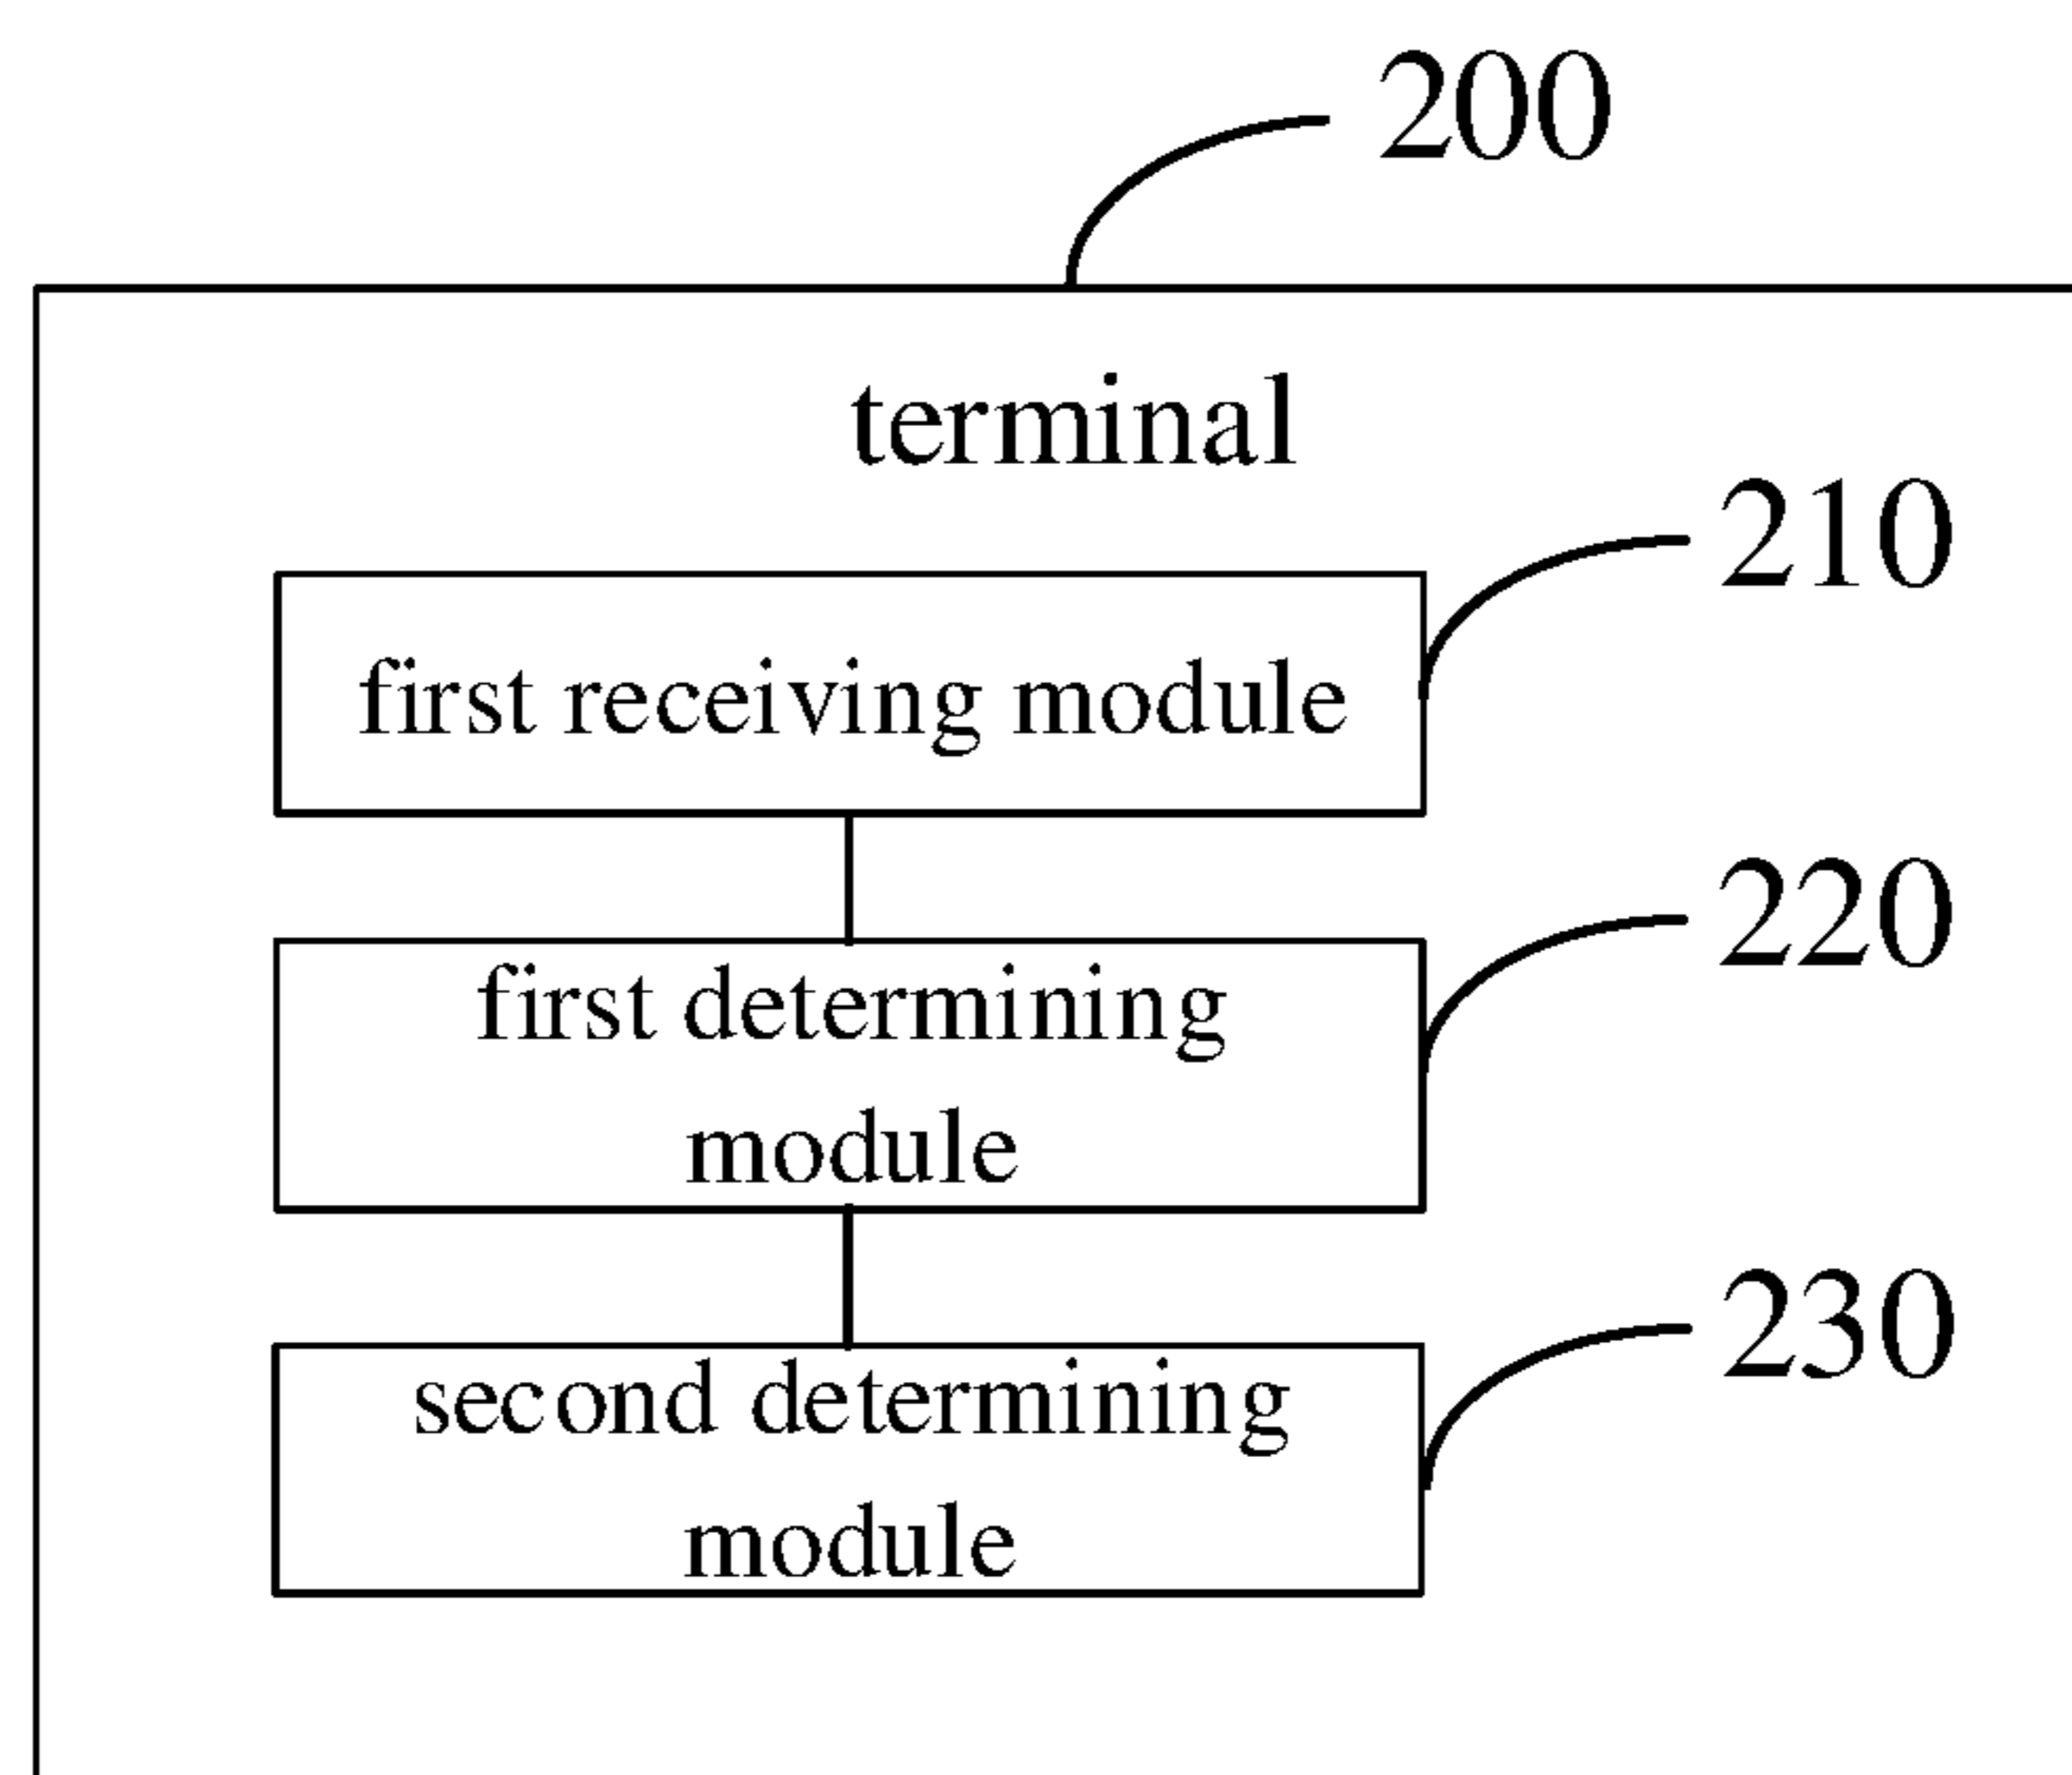 200
terminal
210
first receiving module
220
first determining
module
230
second determining
module